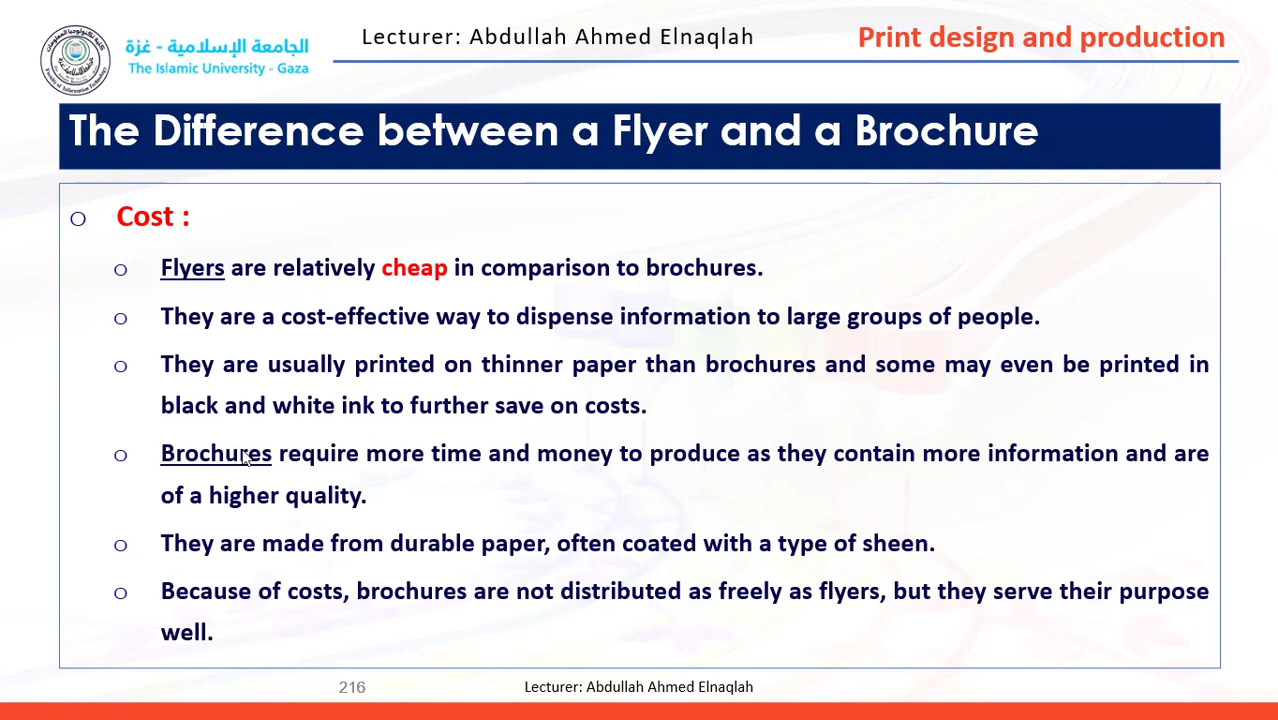 الجامعة الإسلامية - غزة
The Islamic University - Gaza
Lecturer: Abdullah Ahmed Elnaqlah
Print design and production
The Difference between a Flyer and a Brochure
o Cost :
o Flyers are relatively cheap in comparison to brochures.
o They are a cost-effective way to dispense information to large groups of people.
o They are usually printed on thinner paper than brochures and some may even be printed in
black and white ink to further save on costs.
o Brochures require more time and money to produce as they contain more information and are
of a higher quality.
o They are made from durable paper, often coated with a type of sheen.
o Because of costs, brochures are not distributed as freely as flyers, but they serve their purpose
well.
216
Lecturer: Abdullah Ahmed Elnaqlah